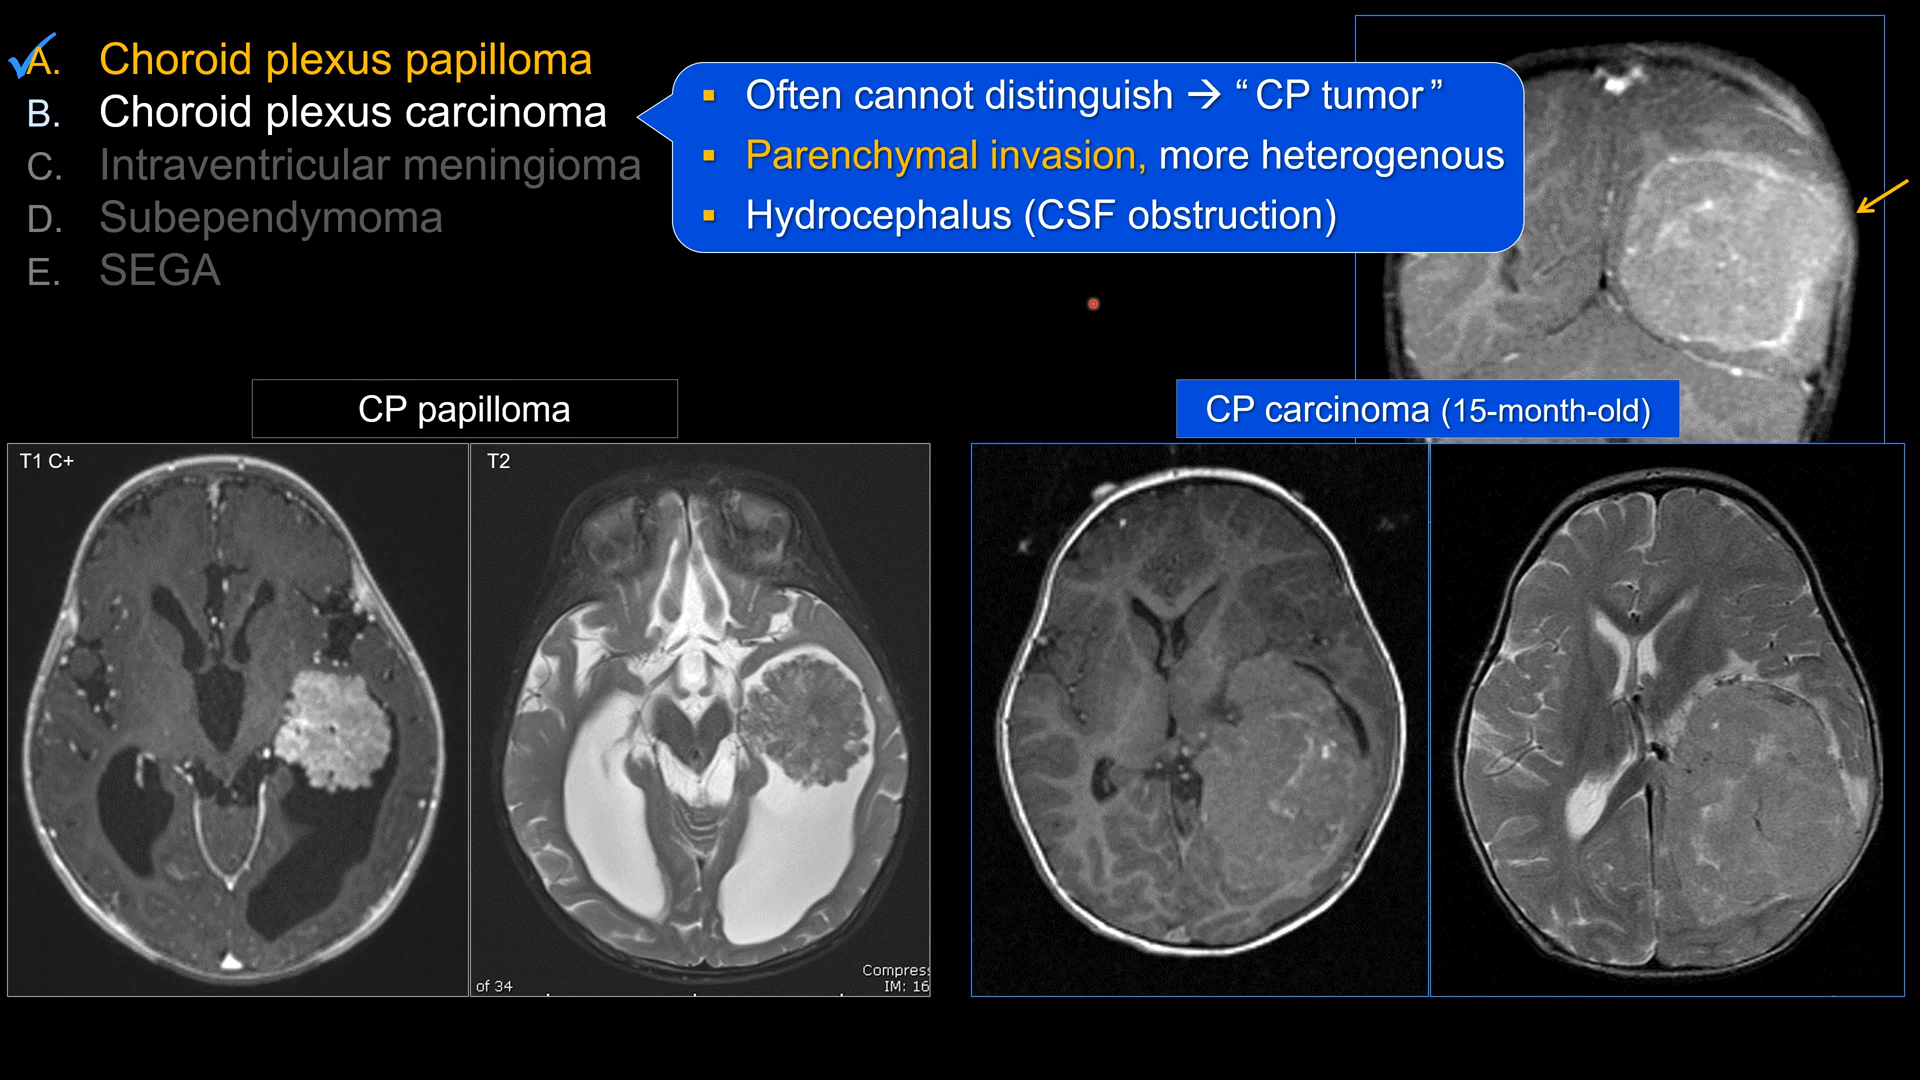 A. Choroid plexus papilloma
B. Choroid plexus carcinoma
C. Intraventricular meningioma
D. Subependymoma
E. SEGA
▪ Often cannot distinguish → “ CP tumor ”
▪ Parenchymal invasion, more heterogenous
▪ Hydrocephalus (CSF obstruction)
CP papilloma
CP carcinoma (15-month-old)
T1 C+
T2
of 34
Compress
IM: 16